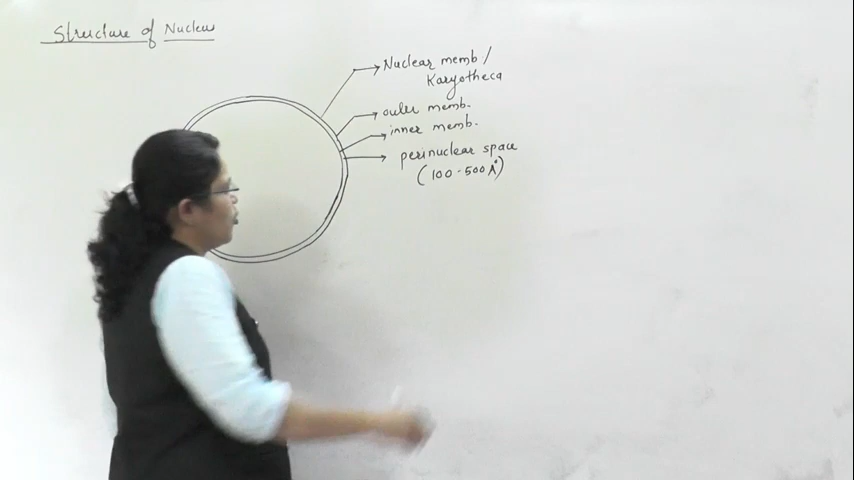 Structure of Nucleus
Nuclear memb /
Karyotheca
outer memb.
inner memb.
perinuclear space
(100-500 A°)